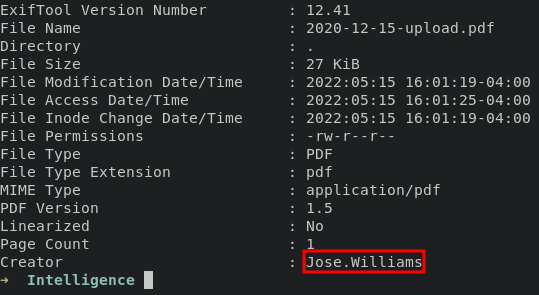 ExifTool Version Number : 12.41
File Name : 2020-12-15-upload.pdf
Directory : .
File Size : 27 KiB
File Modification Date/Time : 2022:05:15 16:01:19-04:00
File Access Date/Time : 2022:05:15 16:01:25-04:00
File Inode Change Date/Time : 2022:05:15 16:01:19-04:00
File Permissions : -rw-r--r--
File Type : PDF
File Type Extension : pdf
MIME Type : application/pdf
PDF Version : 1.5
Linearized : No
Page Count : 1
Creator : Jose.Williams
→ Intelligence